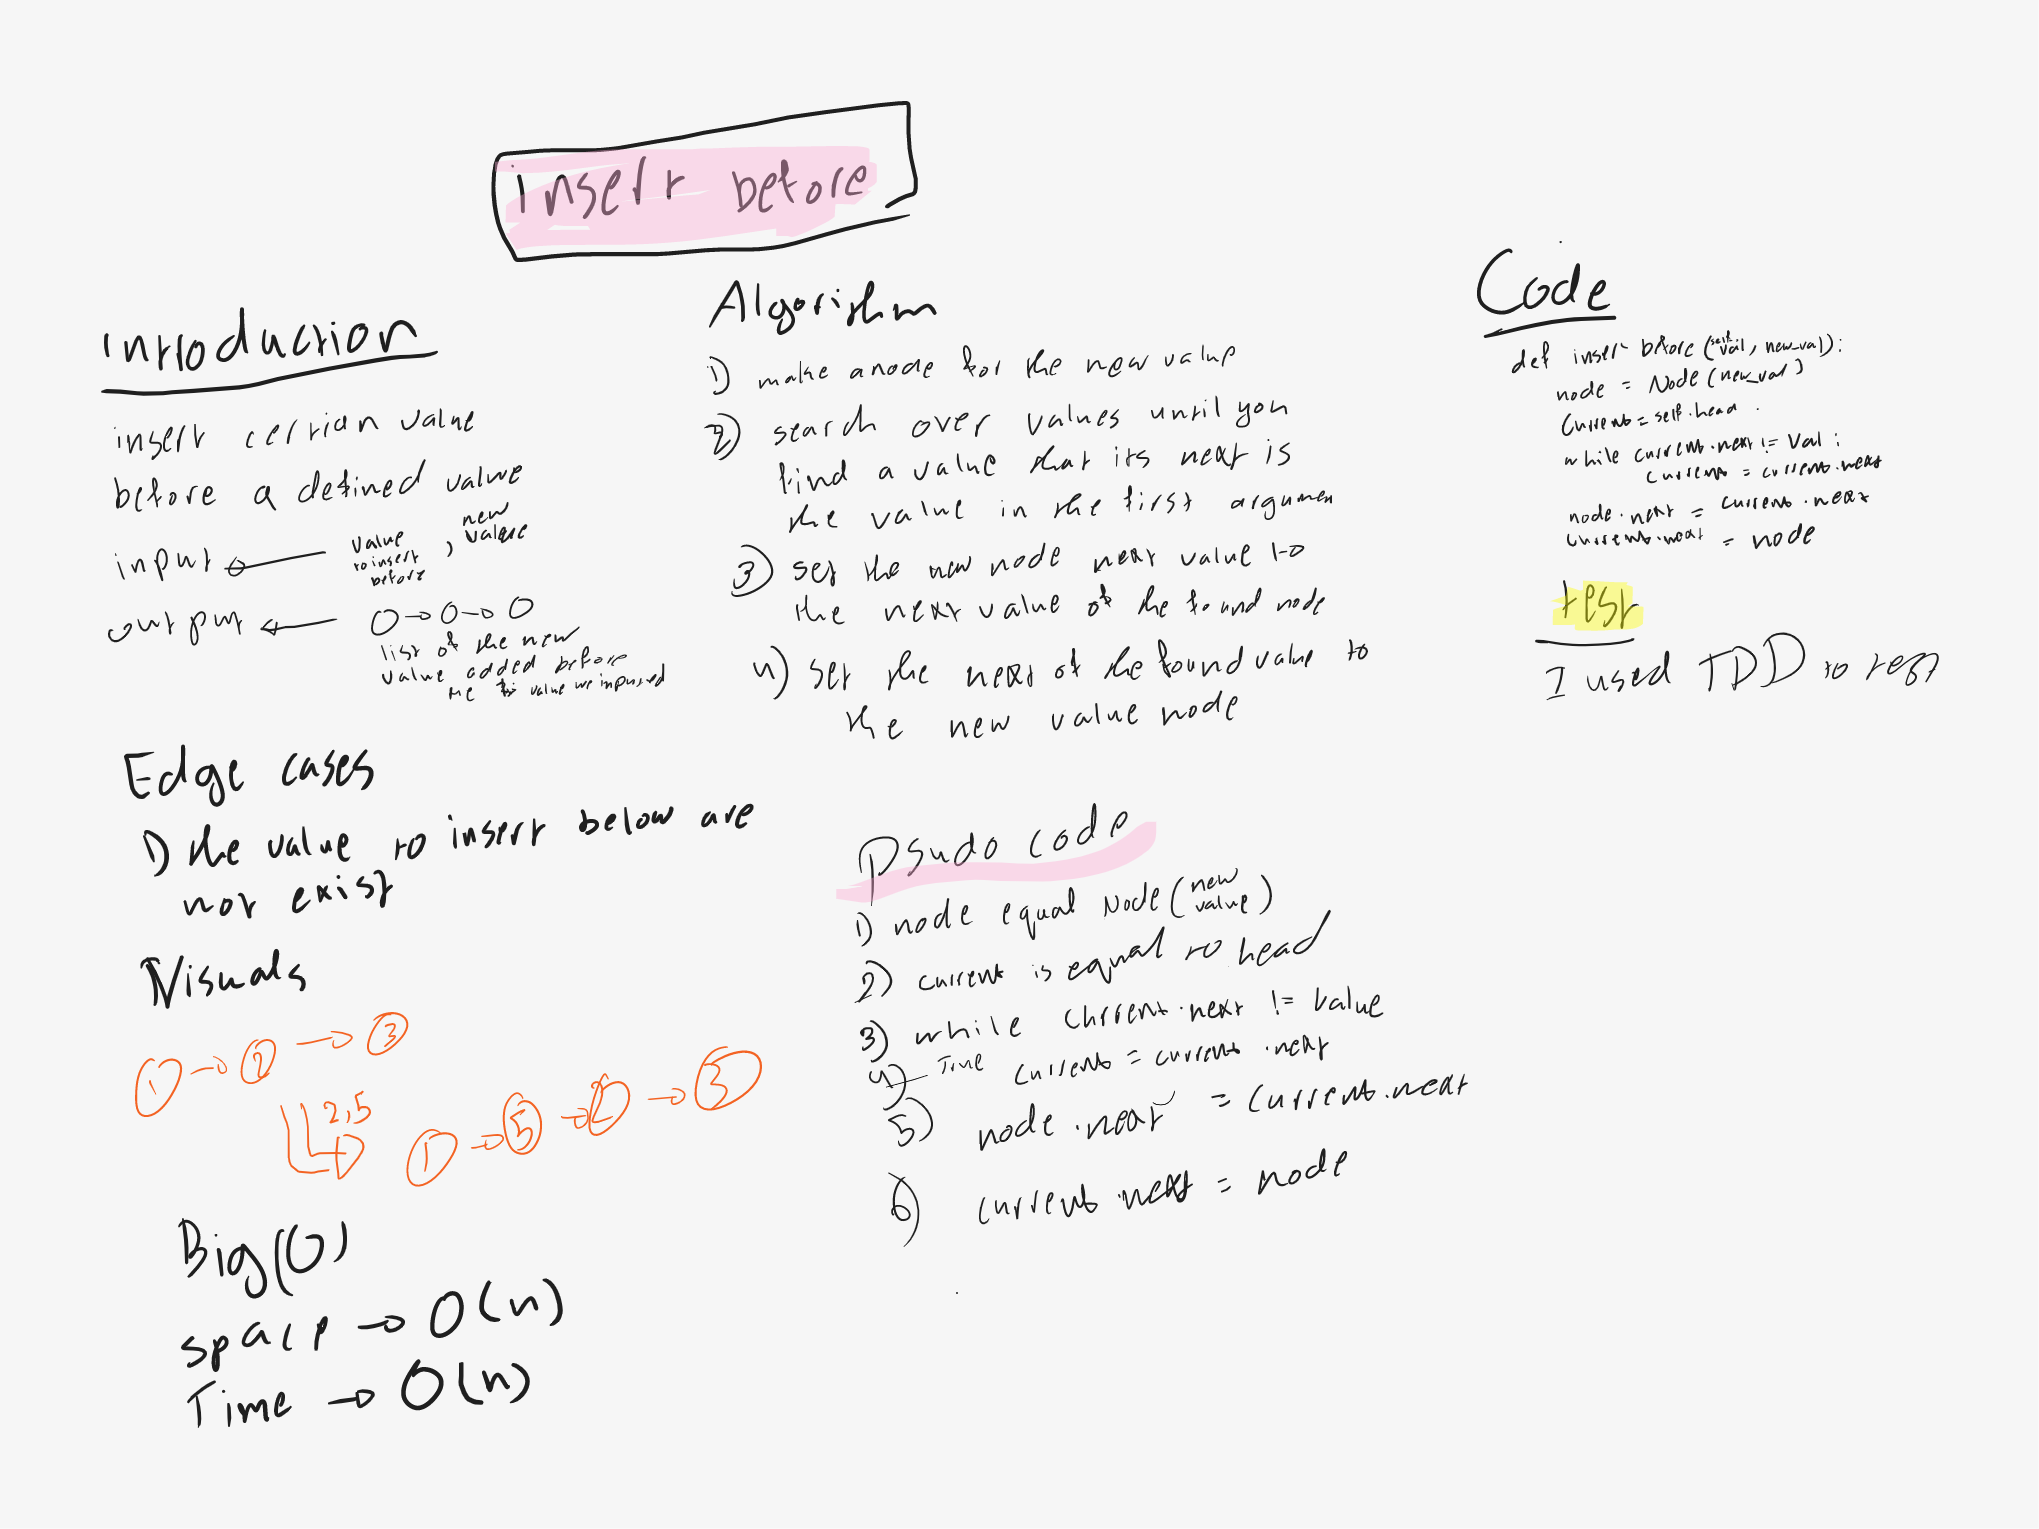 insert before
introduction
insert certian value
before a defined value
input
value
to insert
before
, new
value
output
O → O → O
list of the new
value added before
the value we inputed
Edge cases
1) the value to insert below are
not exist
Visuals
1 → 2 → 3
2,5
1 → 5 → 2 → 3
Big(O)
space → O(n)
Time → O(n)
Algorithm
1) make a node for the new value
2) search over values until you
find a value that its next is
the value in the first argumen
3) set the new node next value to
the next value of the found node
4) set the next of the found value to
the new value node
Psudo code
1) node equal Node(new
value)
2) current is equal to head
3) while current.next != value
4) True current = current.next
5) node.next = current.next
6) current.next = node
Code
def insert before (self, val, new_val):
node = Node(new_val)
Current = self.head
while current.next != val:
current = current.next
node.next = current.next
current.next = node
test
I used TDD to test